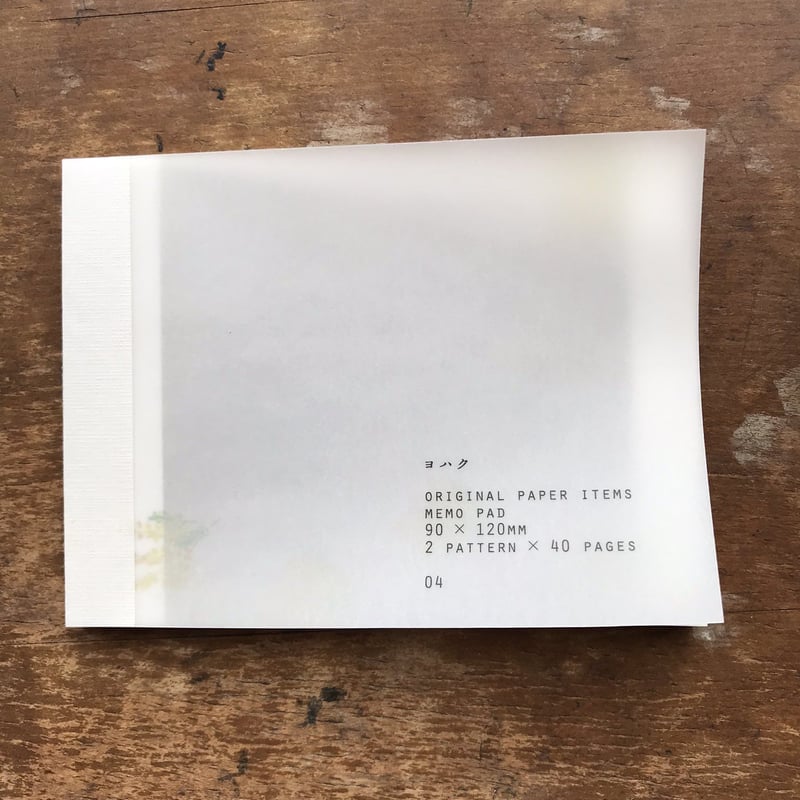 ヨハク
ORIGINAL PAPER ITEMS
MEMO PAD
90 × 120MM
2 PATTERN × 40 PAGES
04